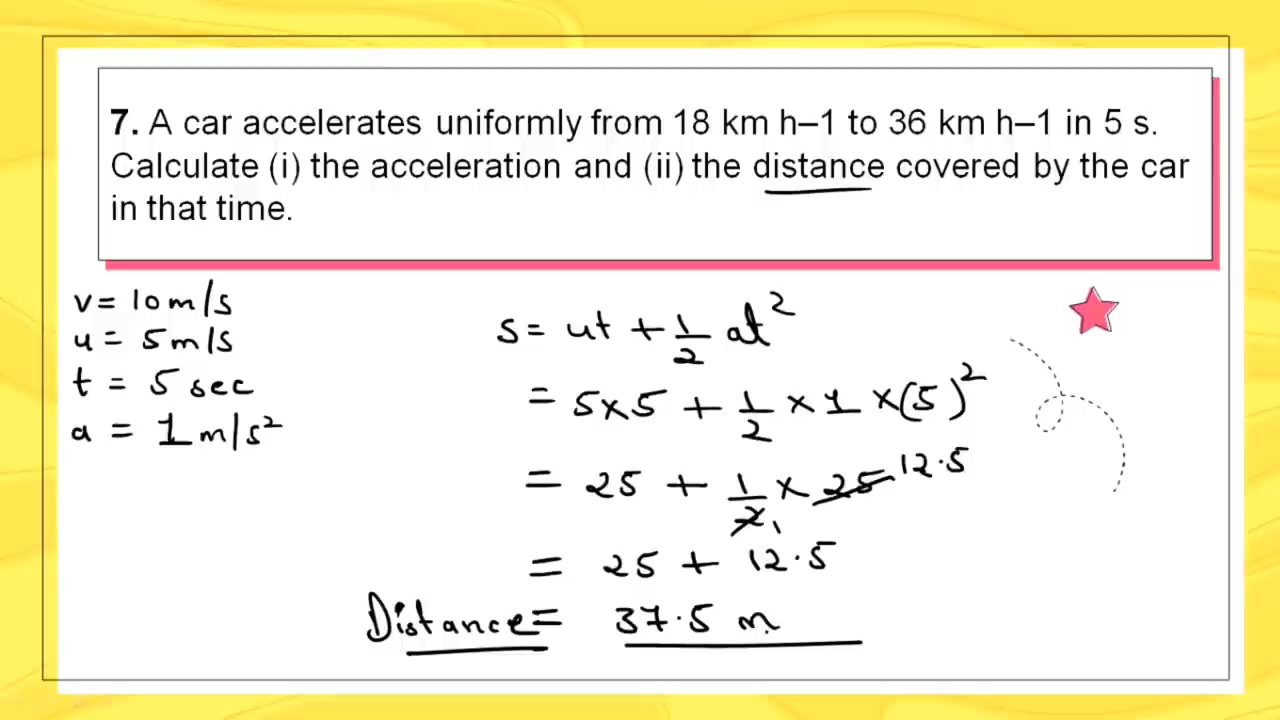 7. A car accelerates uniformly from 18 km h–1 to 36 km h–1 in 5 s.
Calculate (i) the acceleration and (ii) the distance covered by the car
in that time.
v = 10 m/s
u = 5 m/s
t = 5 sec
a = 1 m/s²
s = ut + 1/2 at²
= 5 x 5 + 1/2 x 1 x (5)²
= 25 + 1/2 x 25 12.5
1
= 25 + 12.5
Distance = 37.5 m